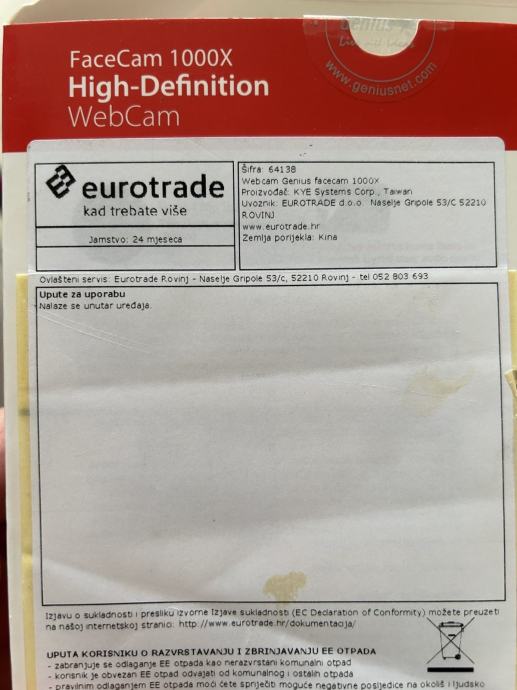 Genius
www.geniusnet.com
FaceCam 1000X
High-Definition
WebCam
eurotrade
kad trebate više
Jamstvo: 24 mjeseca
Šifra: 64138
Webcam Genius facecam 1000X
Proizvođač: KYE Systems Corp., Taiwan
Uvoznik: EUROTRADE d.o.o. Naselje Gripole 53/C 52210
ROVINJ
www.eurotrade.hr
Zemlja porijekla: Kina
Ovlašteni servis: Eurotrade Rovinj - Naselje Gripole 53/c, 52210 Rovinj - tel 052 803 693
Upute za uporabu
Nalaze se unutar uređaja.
Izjavu o sukladnosti i presliku izvorne Izjave sukladnosti (EC Declaration of Conformity) možete preuzeti
na našoj internetskoj stranici: http://www.eurotrade.hr/dokumentacija/
UPUTA KORISNIKU O RAZVRSTAVANJU I ZBRINJAVANJU EE OTPADA
- zabranjuje se odlaganje EE otpada kao nerazvrstani komunalni otpad
- korisnik je obvezan EE otpad odvajati od komunalnog i ostalih otpada
- pravilnim odlaganjem EE otpada moći ćete spriječiti moguće negativne posljedice na okoliš i ljudsko